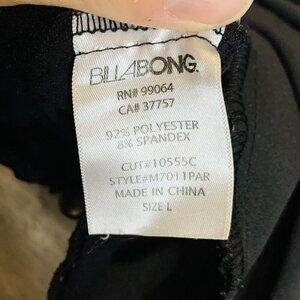 BILLABONG.
RN# 99064
CA# 37757
92% POLYESTER
8% SPANDEX
CUT#10555C
STYLE#M7011PAR
MADE IN CHINA
SIZE L